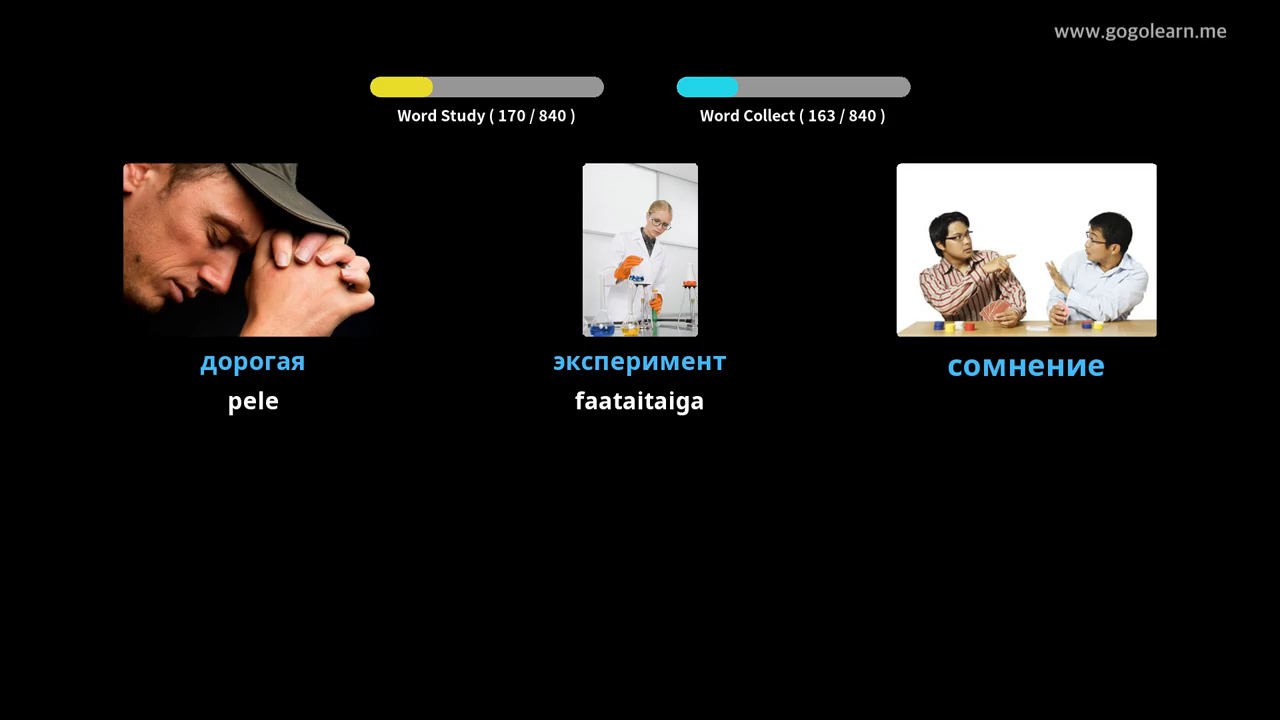 www.gogolearn.me
Word Study ( 170 / 840 )
Word Collect ( 163 / 840 )
дорогая
pele
эксперимент
faataitaiga
сомнение